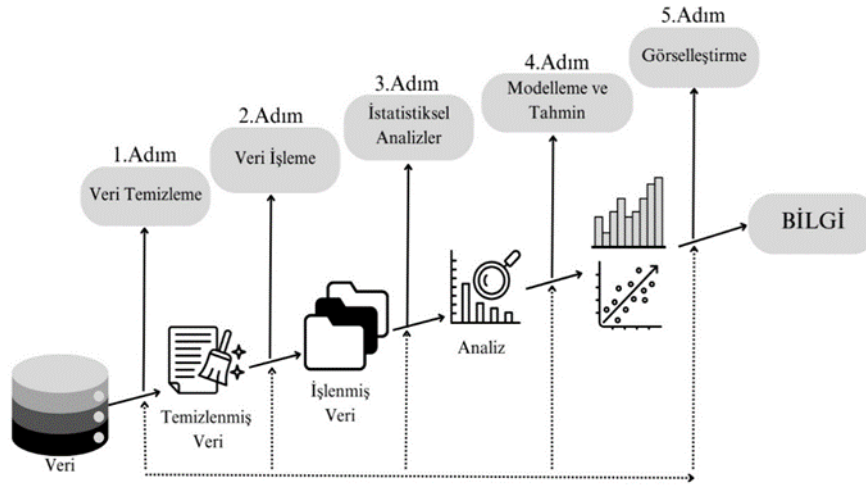 1.Adım
Veri Temizleme
2.Adım
Veri İşleme
3.Adım
İstatistiksel
Analizler
4.Adım
Modelleme ve
Tahmin
5.Adım
Görselleştirme
BİLGİ
Veri
Temizlenmiş
Veri
İşlenmiş
Veri
Analiz